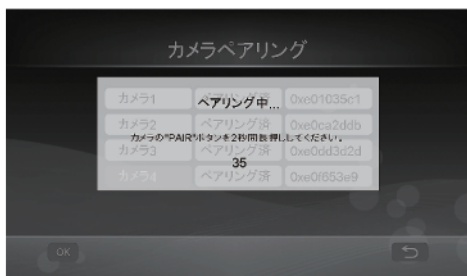 カメラペアリング
カメラ1 ペアリング済 0xe01035c1
ペアリング中...
カメラ2 ペアリング済 0xe0ca2ddb
カメラの"PAIR"ボタンを2秒間長押ししてください。
カメラ3 ペアリング済 0xe0dd3d2d
35
カメラ4 ペアリング済 0xe0f653e9
OK